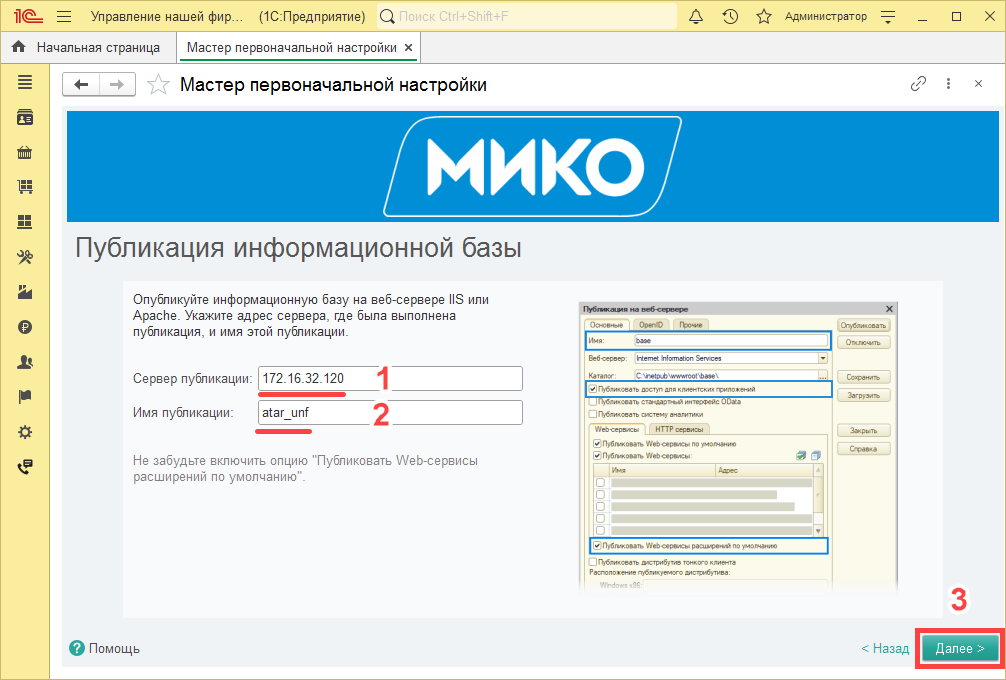 1С Управление нашей фир... (1С:Предприятие) Поиск Ctrl+Shift+F Администратор
Начальная страница Мастер первоначальной настройки
Мастер первоначальной настройки
МИКО
Публикация информационной базы
Опубликуйте информационную базу на веб-сервере IIS или
Apache. Укажите адрес сервера, где была выполнена
публикация, и имя этой публикации.
Сервер публикации: 172.16.32.120 1
Имя публикации: atar_unf 2
Не забудьте включить опцию "Публиковать Web-сервисы
расширений по умолчанию".
Публикация на веб-сервере
Основные OpenID Прочие Опубликовать
Имя: base Отключить
Веб-сервер: Internet Information Services
Каталог: C:\inetpub\wwwroot\base\ ... Сохранить
Публиковать доступ для клиентских приложений Загрузить
Публиковать стандартный интерфейс OData
Публиковать систему аналитики
Web-сервисы HTTP сервисы Закрыть
Публиковать Web-сервисы по умолчанию Справка
Публиковать Web-сервисы:
Имя Адрес
Публиковать Web-сервисы расширений по умолчанию
Публиковать дистрибутив тонкого клиента
Расположение публикуемого дистрибутива:
Windows x86:
3
? Помощь < Назад Далее >